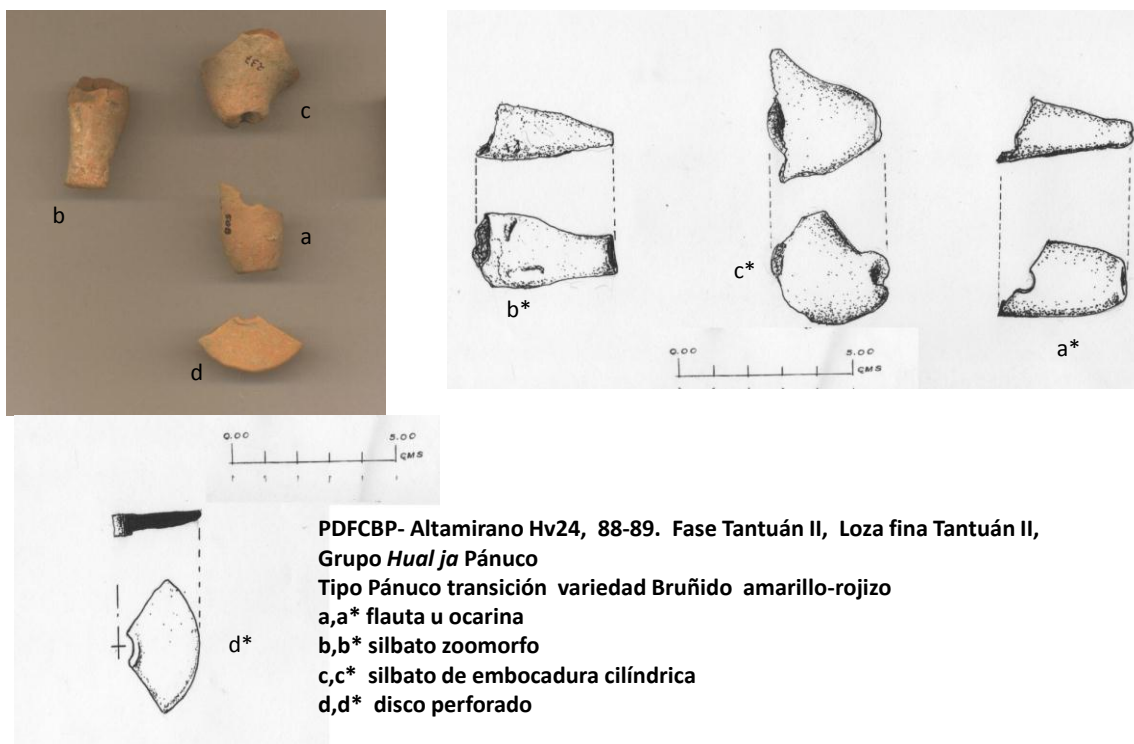 c
b
a
d
b*
c*
a*
0.00 5.00
CMS
0.00 5.00
CMS
d*
PDFCBP- Altamirano Hv24, 88-89. Fase Tantuán II, Loza fina Tantuán II,
Grupo Hual ja Pánuco
Tipo Pánuco transición variedad Bruñido amarillo-rojizo
a,a* flauta u ocarina
b,b* silbato zoomorfo
c,c* silbato de embocadura cilíndrica
d,d* disco perforado